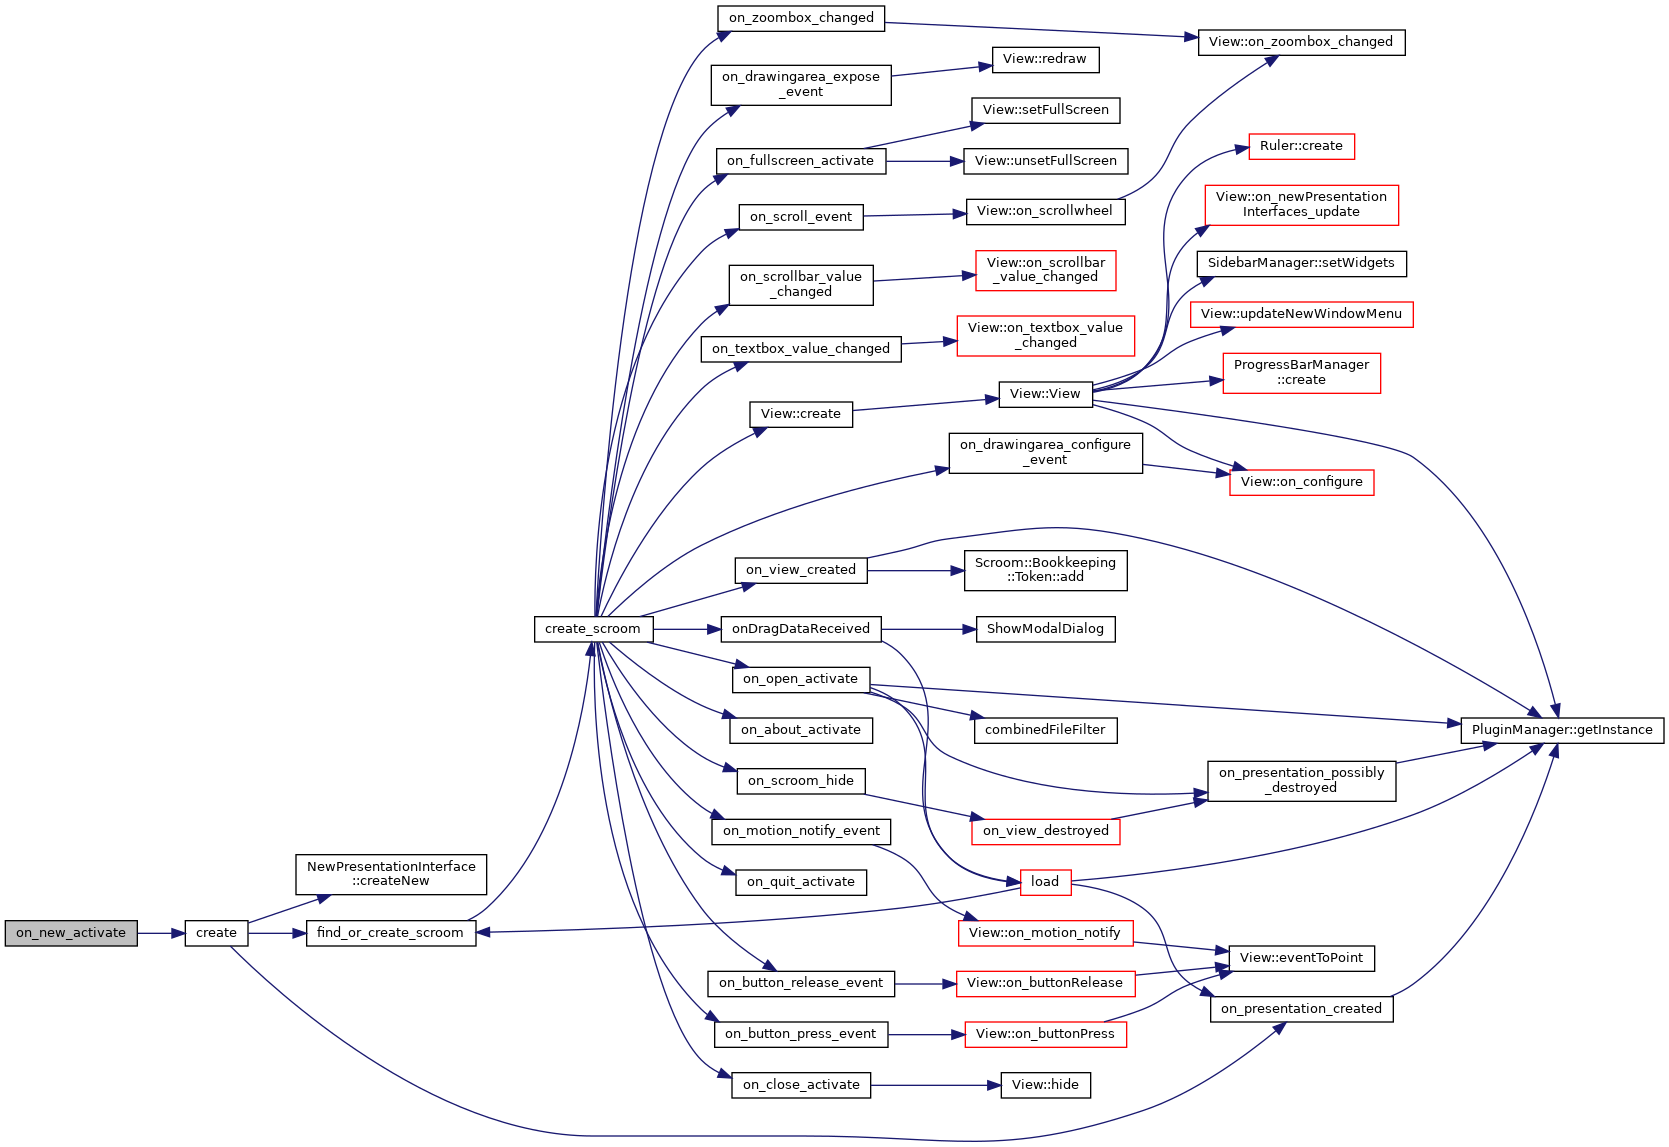 on_zoombox_changed
View::on_zoombox_changed
on_drawingarea_expose
_event
View::redraw
View::setFullScreen
on_fullscreen_activate
View::unsetFullScreen
Ruler::create
View::on_newPresentation
Interfaces_update
on_scroll_event
View::on_scrollwheel
SidebarManager::setWidgets
on_scrollbar_value
_changed
View::on_scrollbar
_value_changed
View::updateNewWindowMenu
on_textbox_value_changed
View::on_textbox_value
_changed
ProgressBarManager
::create
View::create
View::View
on_drawingarea_configure
_event
View::on_configure
on_view_created
Scroom::Bookkeeping
::Token::add
create_scroom
onDragDataReceived
ShowModalDialog
on_open_activate
on_about_activate
combinedFileFilter
PluginManager::getInstance
on_scroom_hide
on_presentation_possibly
_destroyed
on_motion_notify_event
on_view_destroyed
NewPresentationInterface
::createNew
on_quit_activate
load
on_new_activate
create
find_or_create_scroom
View::on_motion_notify
View::eventToPoint
on_button_release_event
View::on_buttonRelease
on_presentation_created
on_button_press_event
View::on_buttonPress
on_close_activate
View::hide